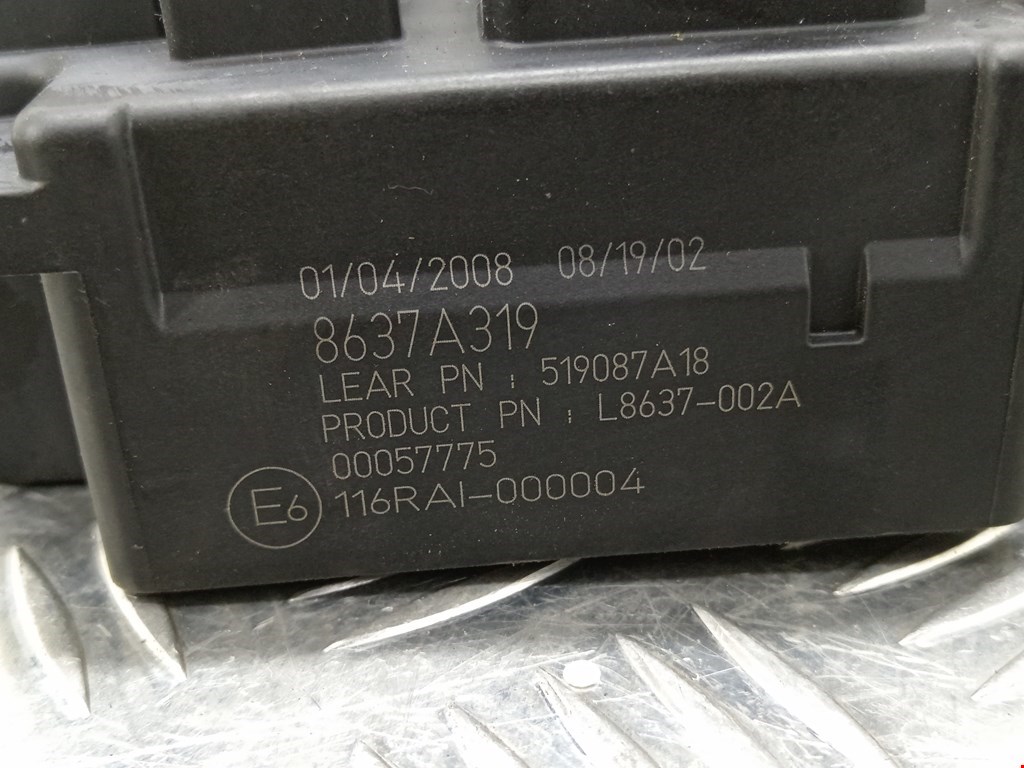 01/04/2008 08/19/02
8637A319
LEAR PN : 519087A18
PRODUCT PN : L8637-002A
00057775
E6 116RAI-000004